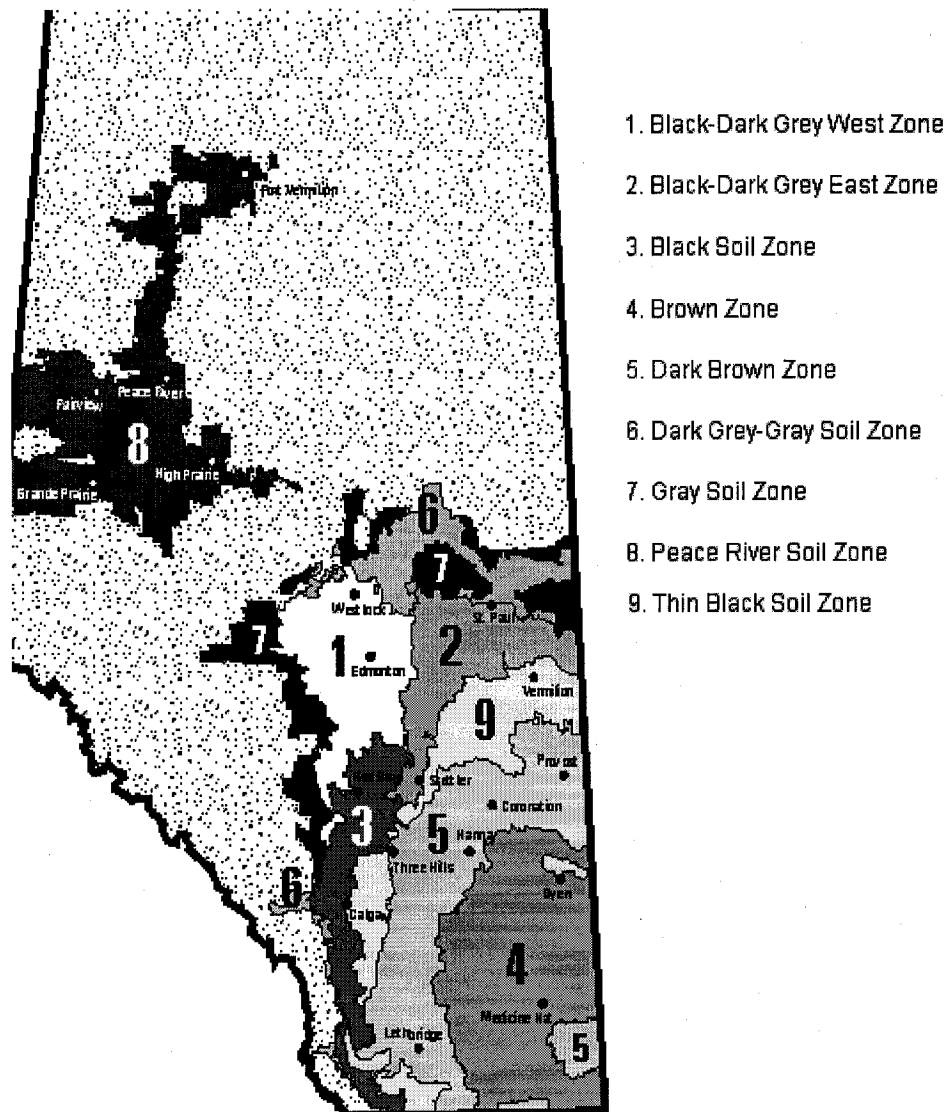 1. Black-Dark Grey West Zone
2. Black-Dark Grey East Zone
3. Black Soil Zone
4. Brown Zone
5. Dark Brown Zone
6. Dark Grey-Gray Soil Zone
7. Gray Soil Zone
8. Peace River Soil Zone
9. Thin Black Soil Zone
Fort Vermilion
Peace River
Fairview
8
High Prairie
Grande Prairie
6
7
Westlock
St. Paul
7
1
2
Edmonton
Vermilion
9
Provost
Stettler
Coronation
3
5
Hanna
Three Hills
6
Oyen
Calga
4
Medicine Hat
Lethbridge
5